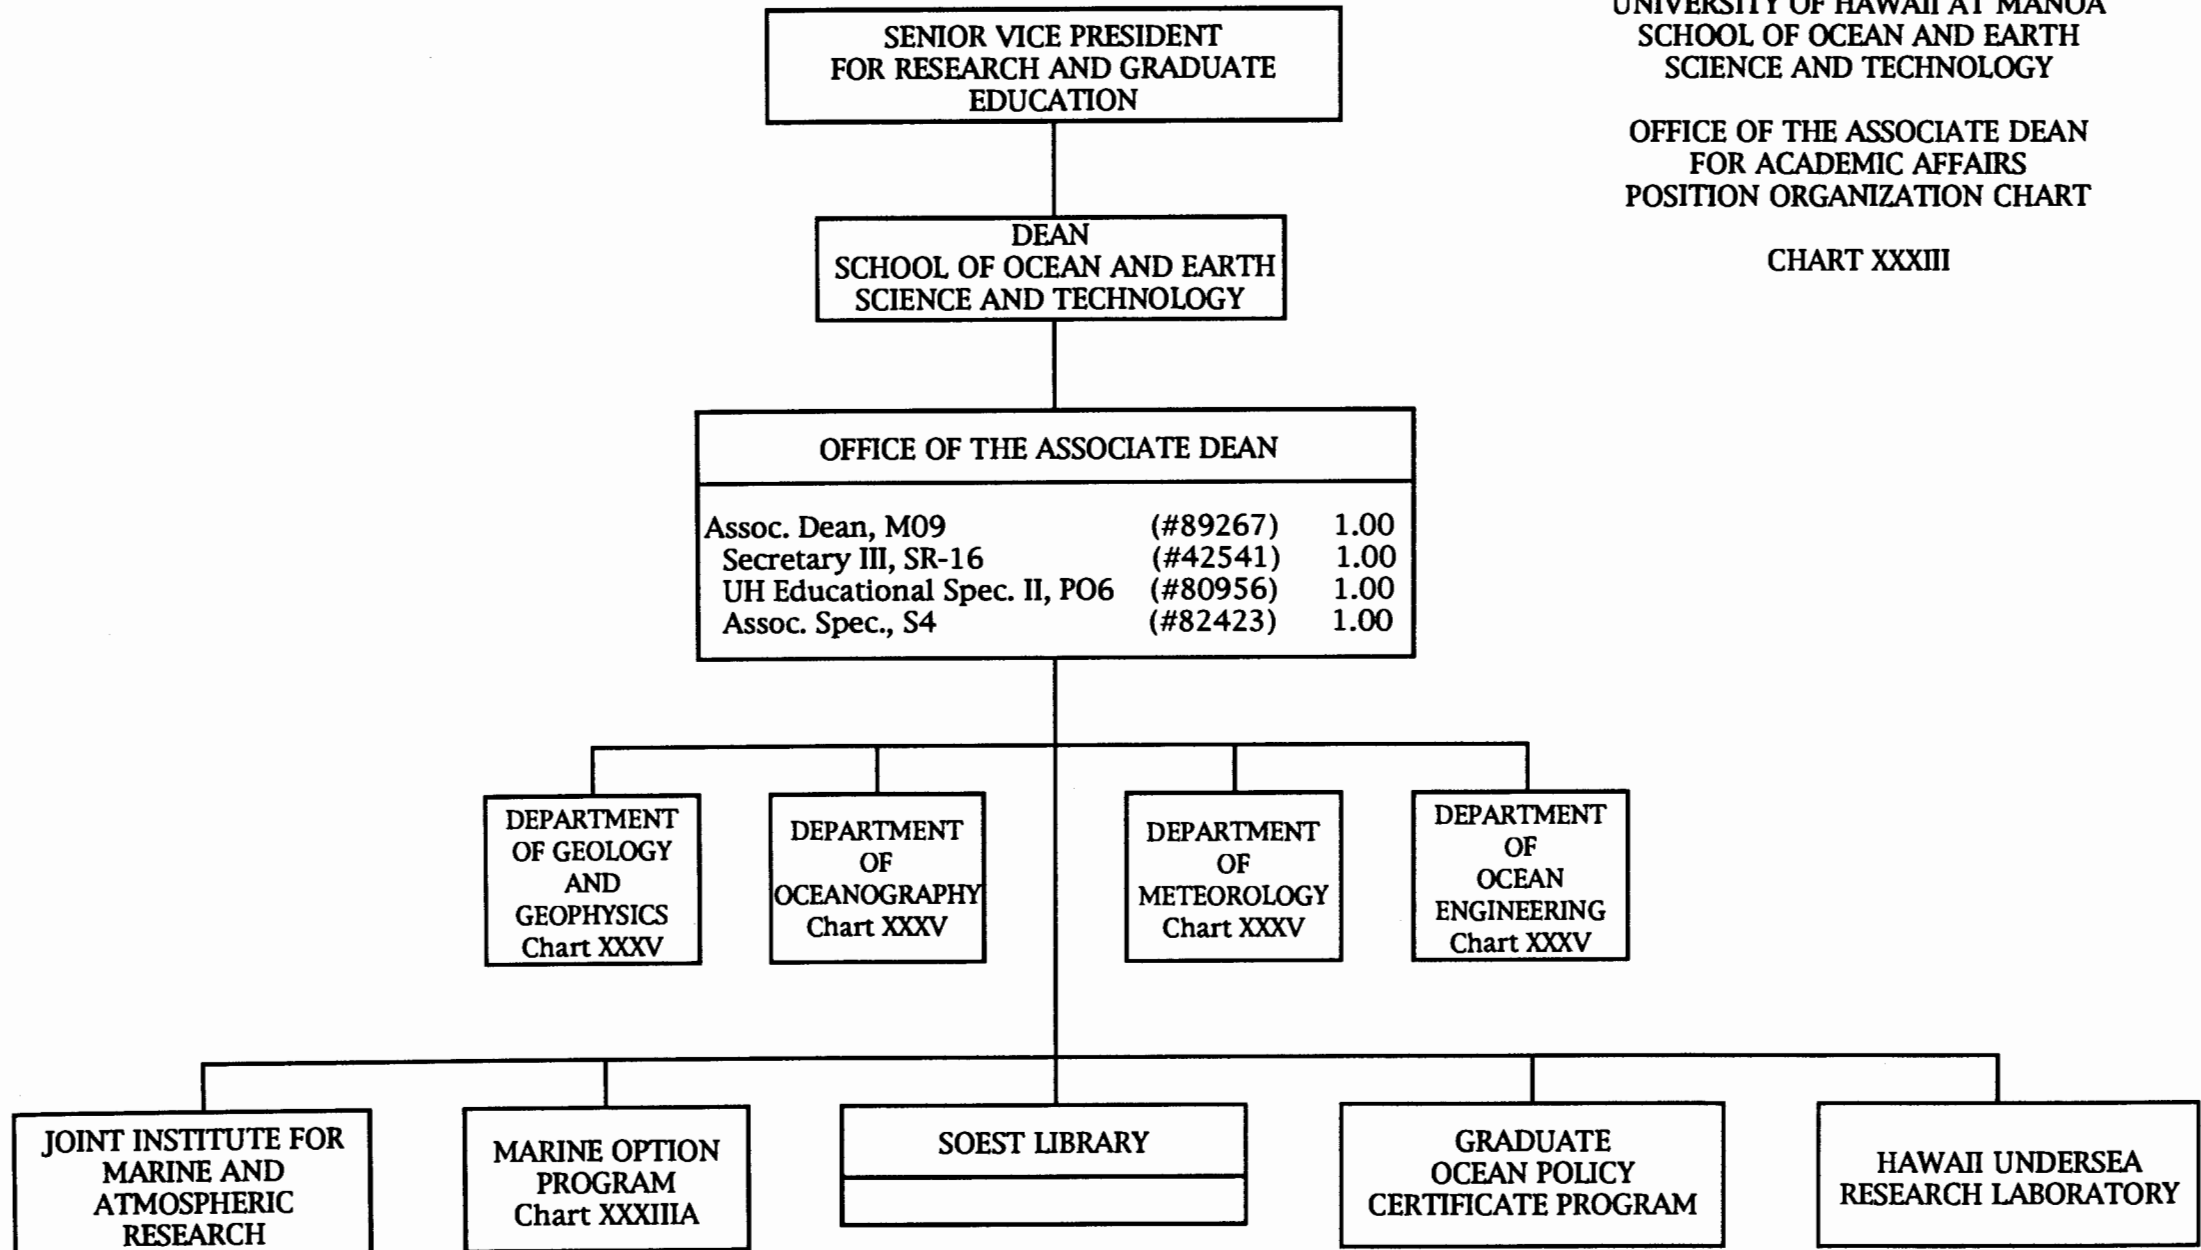 UNIVERSITY OF HAWAII AT MANOA
SCHOOL OF OCEAN AND EARTH
SCIENCE AND TECHNOLOGY
OFFICE OF THE ASSOCIATE DEAN
FOR ACADEMIC AFFAIRS
POSITION ORGANIZATION CHART
CHART XXXIII
SENIOR VICE PRESIDENT
FOR RESEARCH AND GRADUATE
EDUCATION
DEAN
SCHOOL OF OCEAN AND EARTH
SCIENCE AND TECHNOLOGY
OFFICE OF THE ASSOCIATE DEAN
Assoc. Dean, M09 (#89267) 1.00
Secretary III, SR-16 (#42541) 1.00
UH Educational Spec. II, PO6 (#80956) 1.00
Assoc. Spec., S4 (#82423) 1.00
DEPARTMENT
OF GEOLOGY
AND
GEOPHYSICS
Chart XXXV
DEPARTMENT
OF
OCEANOGRAPHY
Chart XXXV
DEPARTMENT
OF
METEOROLOGY
Chart XXXV
DEPARTMENT
OF
OCEAN
ENGINEERING
Chart XXXV
JOINT INSTITUTE FOR
MARINE AND
ATMOSPHERIC
RESEARCH
MARINE OPTION
PROGRAM
Chart XXXIIIA
SOEST LIBRARY
GRADUATE
OCEAN POLICY
CERTIFICATE PROGRAM
HAWAII UNDERSEA
RESEARCH LABORATORY